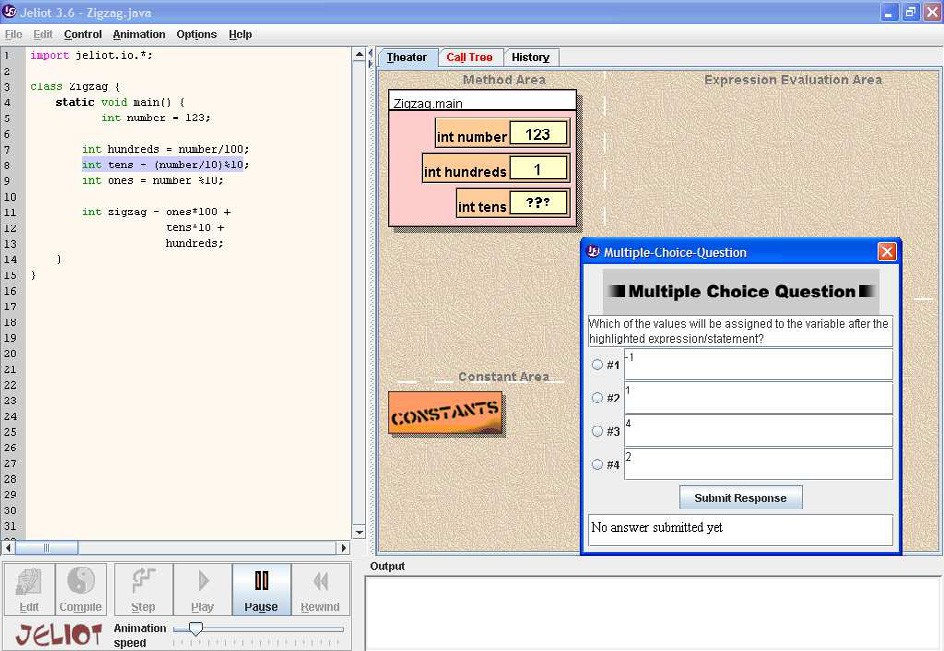 Jeliot 3.6 - Zigzag.java
File Edit Control Animation Options Help
1 import jeliot.io.*;
2
3 class Zigzag {
4 static void main() {
5 int number = 123;
6
7 int hundreds = number/100;
8 int tens = (number/10)%10;
9 int ones = number %10;
10
11 int zigzag = ones*100 +
12 tens*10 +
13 hundreds;
14 }
15 }
16
17
18
19
20
21
22
23
24
25
26
27
28
29
30
31
Theater Call Tree History
Method Area
Expression Evaluation Area
Zigzag.main
int number 123
int hundreds 1
int tens ???
Constant Area
CONSTANTS
Multiple-Choice-Question
Multiple Choice Question
Which of the values will be assigned to the variable after the
highlighted expression/statement?
#1 -1
#2 1
#3 4
#4 2
Submit Response
No answer submitted yet
Edit Compile Step Play Pause Rewind
JELIOT
Animation
speed
Output